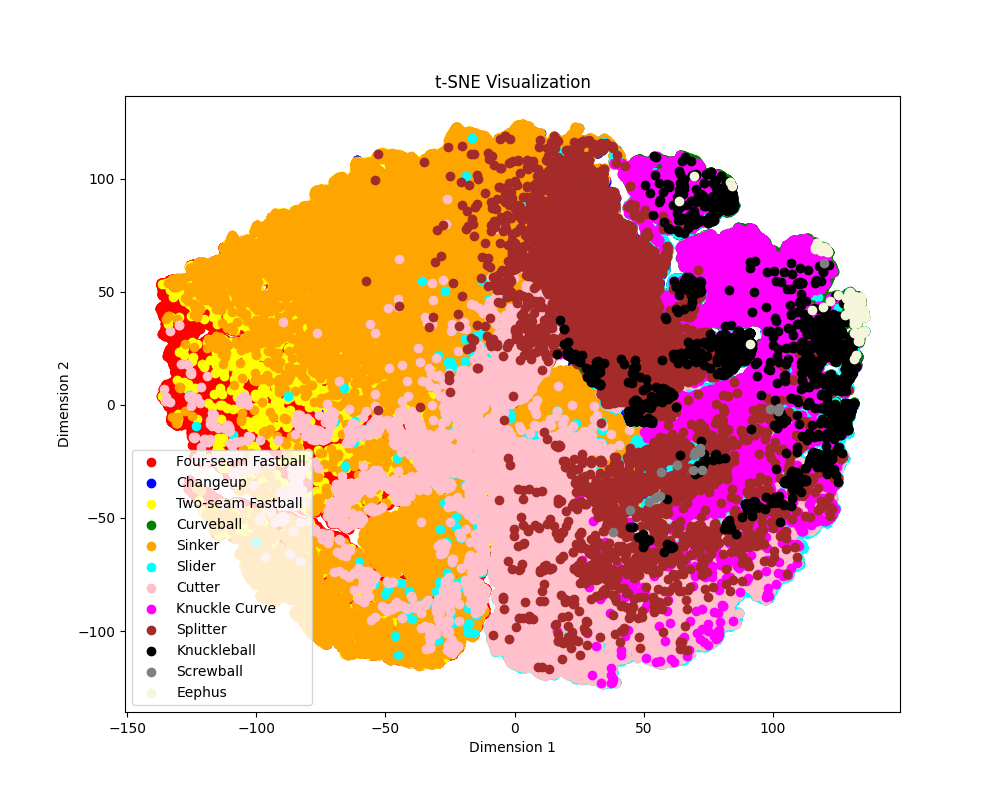 t-SNE Visualization
Dimension 2
100
50
0
−50
−100
Four-seam Fastball
Changeup
Two-seam Fastball
Curveball
Sinker
Slider
Cutter
Knuckle Curve
Splitter
Knuckleball
Screwball
Eephus
−150
−100
−50
0
50
100
Dimension 1